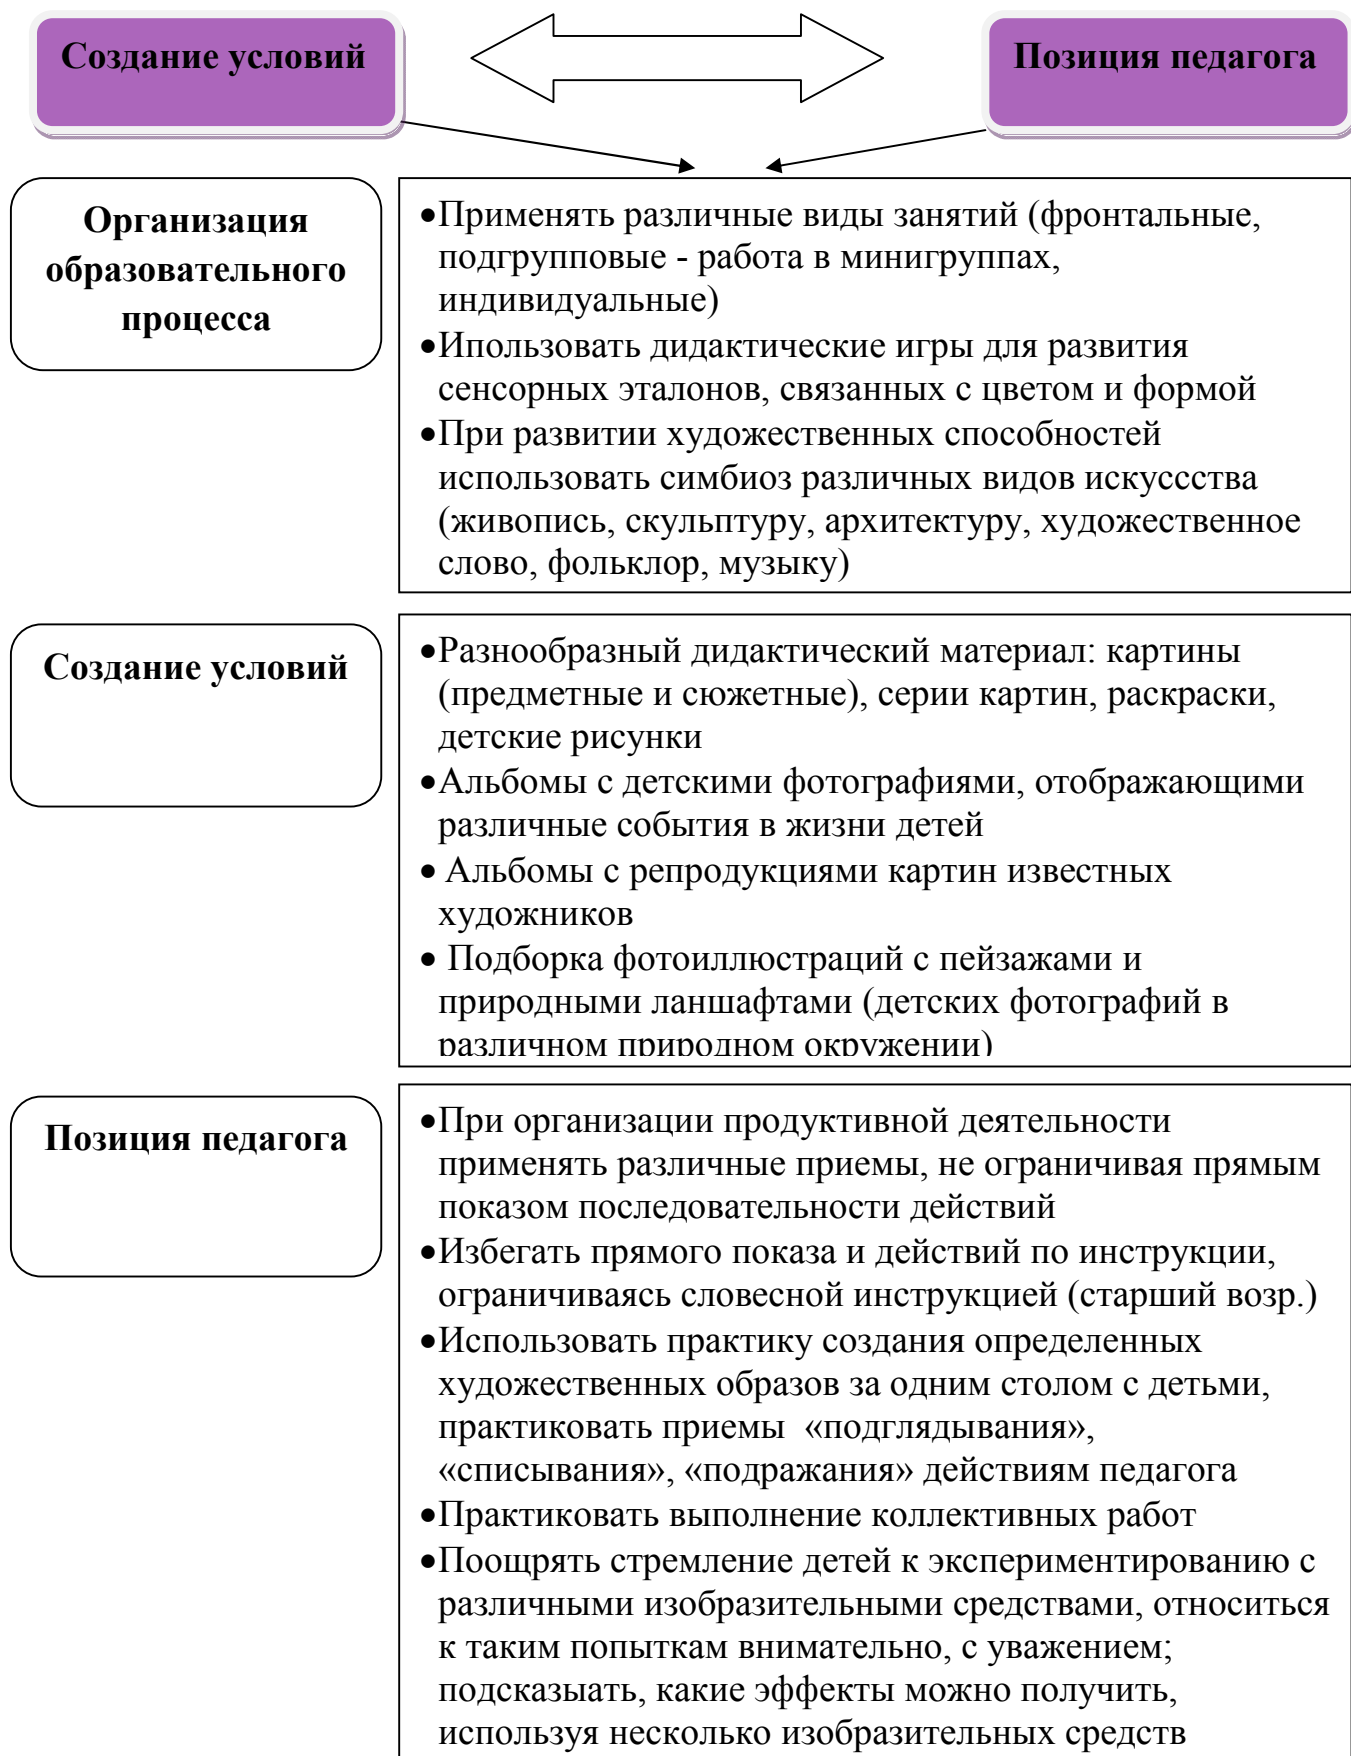 Создание условий
Позиция педагога
Организация
образовательного
процесса
•Применять различные виды занятий (фронтальные,
подгрупповые - работа в минигруппах,
индивидуальные)
•Ипользовать дидактические игры для развития
сенсорных эталонов, связанных с цветом и формой
•При развитии художественных способностей
использовать симбиоз различных видов искуссства
(живопись, скульптуру, архитектуру, художественное
слово, фольклор, музыку)
Создание условий
•Разнообразный дидактический материал: картины
(предметные и сюжетные), серии картин, раскраски,
детские рисунки
•Альбомы с детскими фотографиями, отображающими
различные события в жизни детей
• Альбомы с репродукциями картин известных
художников
• Подборка фотоиллюстраций с пейзажами и
природными ланшафтами (детских фотографий в
различном природном окружении)
Позиция педагога
•При организации продуктивной деятельности
применять различные приемы, не ограничивая прямым
показом последовательности действий
•Избегать прямого показа и действий по инструкции,
ограничиваясь словесной инструкцией (старший возр.)
•Использовать практику создания определенных
художественных образов за одним столом с детьми,
практиковать приемы «подглядывания»,
«списывания», «подражания» действиям педагога
•Практиковать выполнение коллективных работ
•Поощрять стремление детей к экспериментированию с
различными изобразительными средствами, относиться
к таким попыткам внимательно, с уважением;
подсказыать, какие эффекты можно получить,
используя несколько изобразительных средств